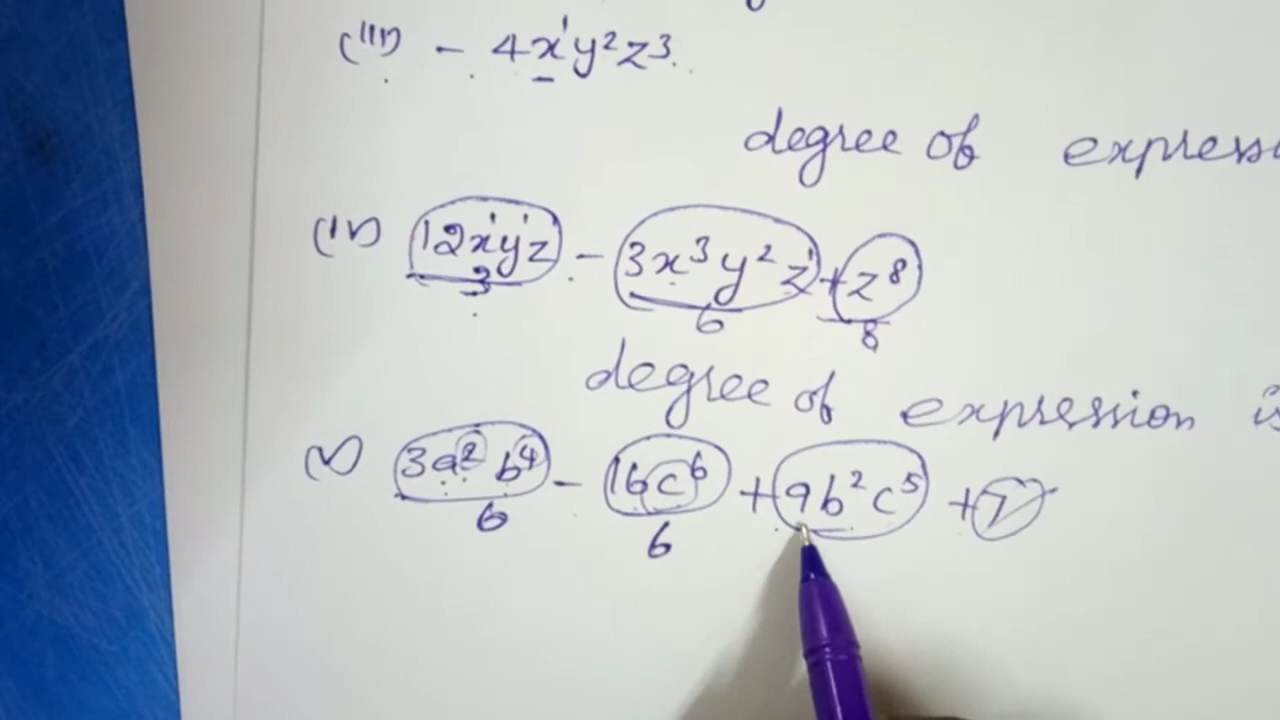 (III) - 4x¹y²z³.
degree of express
(IV) 12x¹y¹z¹ - 3x³y²z¹ + z⁸
3 6 8
degree of expression is
(V) 3a²b⁴ - 16c⁶ + 9b²c⁵ + 7
6 6